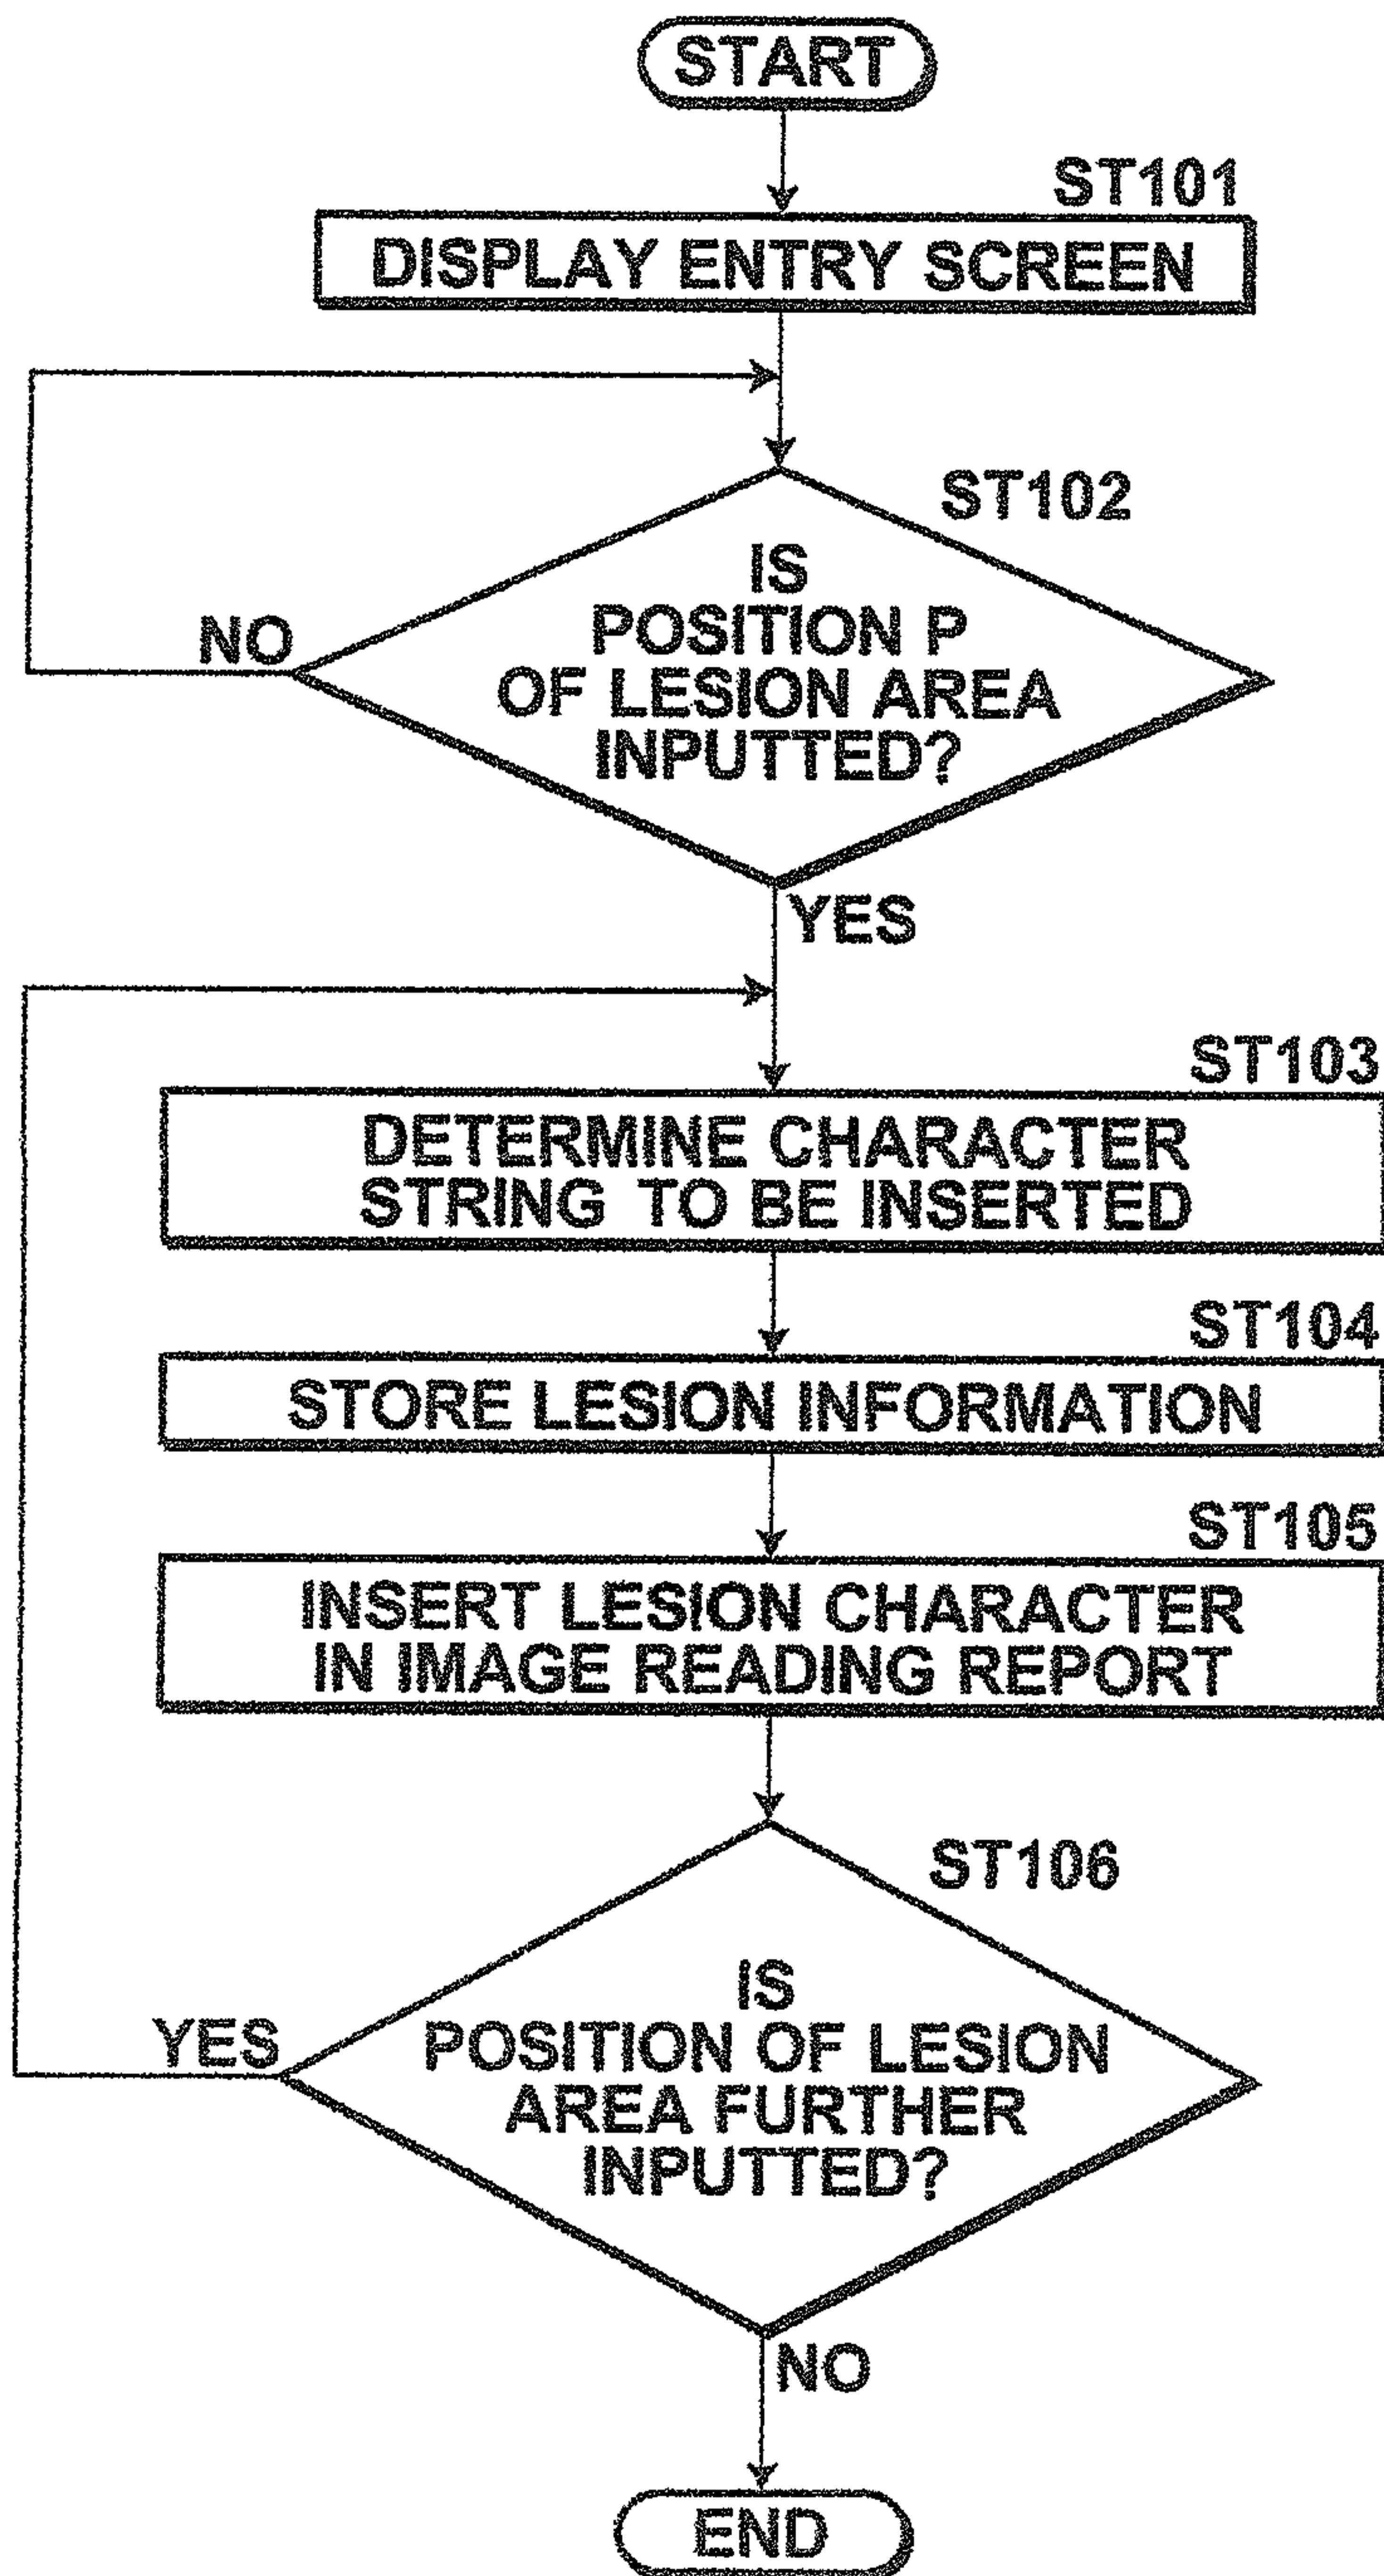 START
ST101
DISPLAY ENTRY SCREEN
ST102
IS
POSITION P
OF LESION AREA
INPUTTED?
NO
YES
ST103
DETERMINE CHARACTER
STRING TO BE INSERTED
ST104
STORE LESION INFORMATION
ST105
INSERT LESION CHARACTER
IN IMAGE READING REPORT
ST106
IS
POSITION OF LESION
AREA FURTHER
INPUTTED?
YES
NO
END